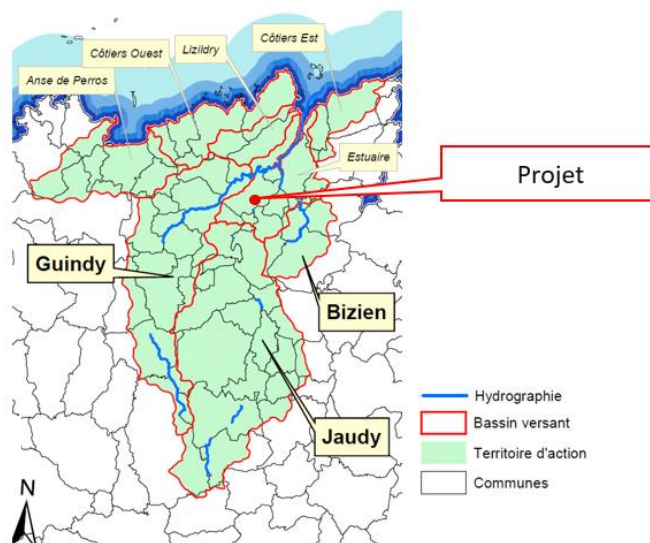 Côtiers Est
Lizildry
Côtiers Ouest
Anse de Perros
Estuaire
Projet
Guindy
Bizien
Jaudy
Hydrographie
Bassin versant
Territoire d'action
Communes
N